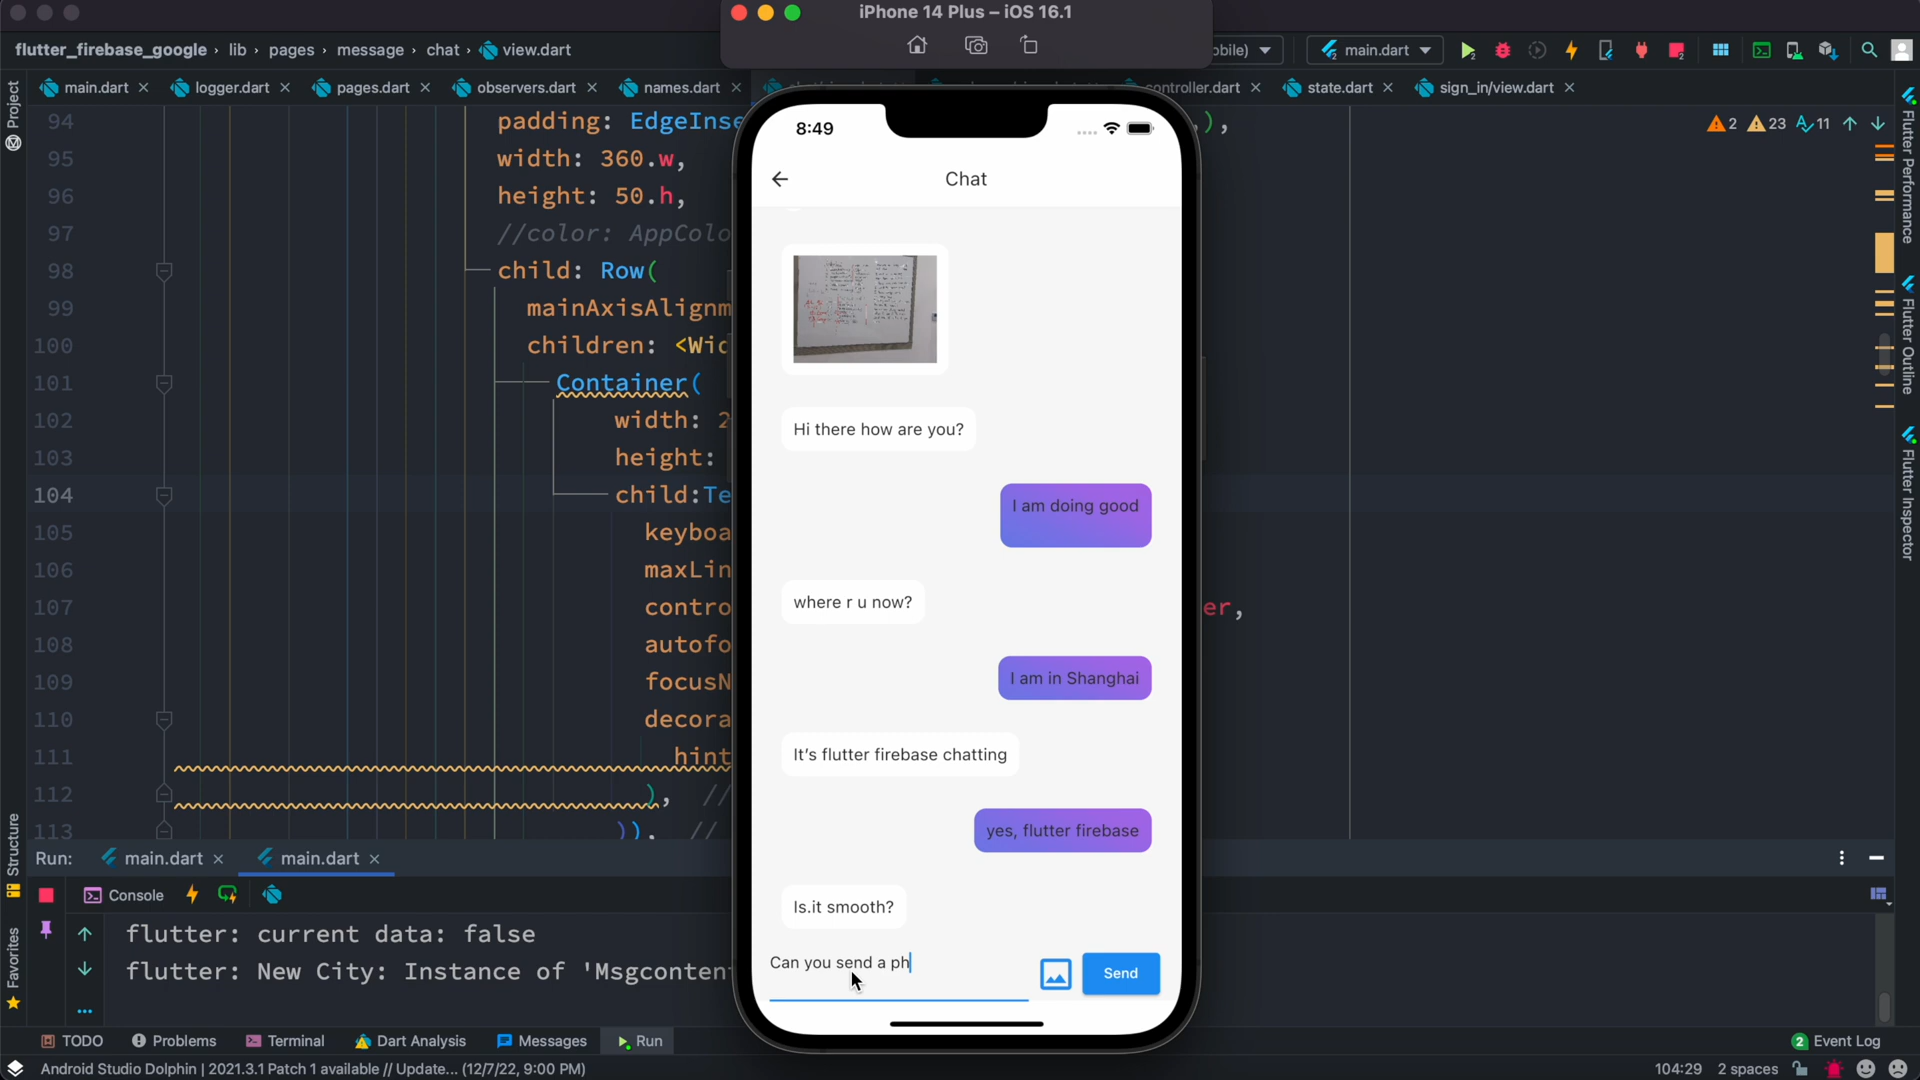 iPhone 14 Plus – iOS 16.1
flutter_firebase_google › lib › pages › message › chat › view.dart
obile)
main.dart
main.dart
logger.dart
pages.dart
observers.dart
names.dart
controller.dart
state.dart
sign_in/view.dart
Project
Structure
Favorites
Flutter Performance
Flutter Outline
Flutter Inspector
2 23 11
94 padding: EdgeInse ),
95 width: 360.w,
96 height: 50.h,
97 //color: AppColo
98 child: Row(
99 mainAxisAlignm
100 children: <Wid
101 Container(
102 width: 2
103 height:
104 child:Te
105 keyboa
106 maxLin
107 contro er,
108 autofo
109 focusN
110 decora
111 hint
112 ), //
113 )), //
8:49
Chat
Hi there how are you?
I am doing good
where r u now?
I am in Shanghai
It's flutter firebase chatting
yes, flutter firebase
Is.it smooth?
Can you send a ph
Send
Run: main.dart main.dart
Console
flutter: current data: false
flutter: New City: Instance of 'Msgconten
TODO Problems Terminal Dart Analysis Messages Run
2 Event Log
Android Studio Dolphin | 2021.3.1 Patch 1 available // Update... (12/7/22, 9:00 PM)
104:29 2 spaces